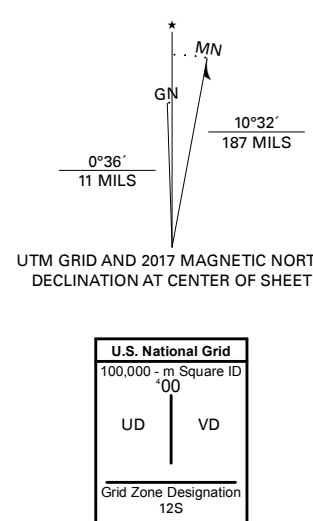 ★
MN
GN
10°32´
187 MILS
0°36´
11 MILS
UTM GRID AND 2017 MAGNETIC NORT
DECLINATION AT CENTER OF SHEET
U.S. National Grid
100,000 - m Square ID
⁴00
UD VD
Grid Zone Designation
12S